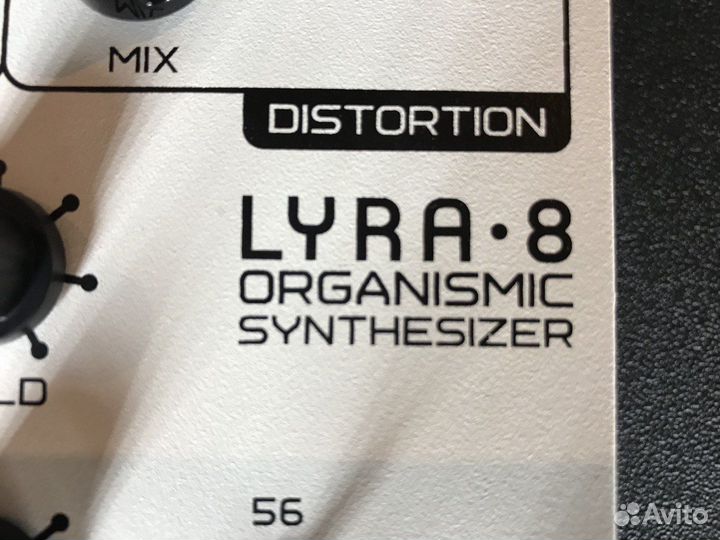 MIX
DISTORTION
LYRA·8
ORGANISMIC
SYNTHESIZER
LD
56
Avito